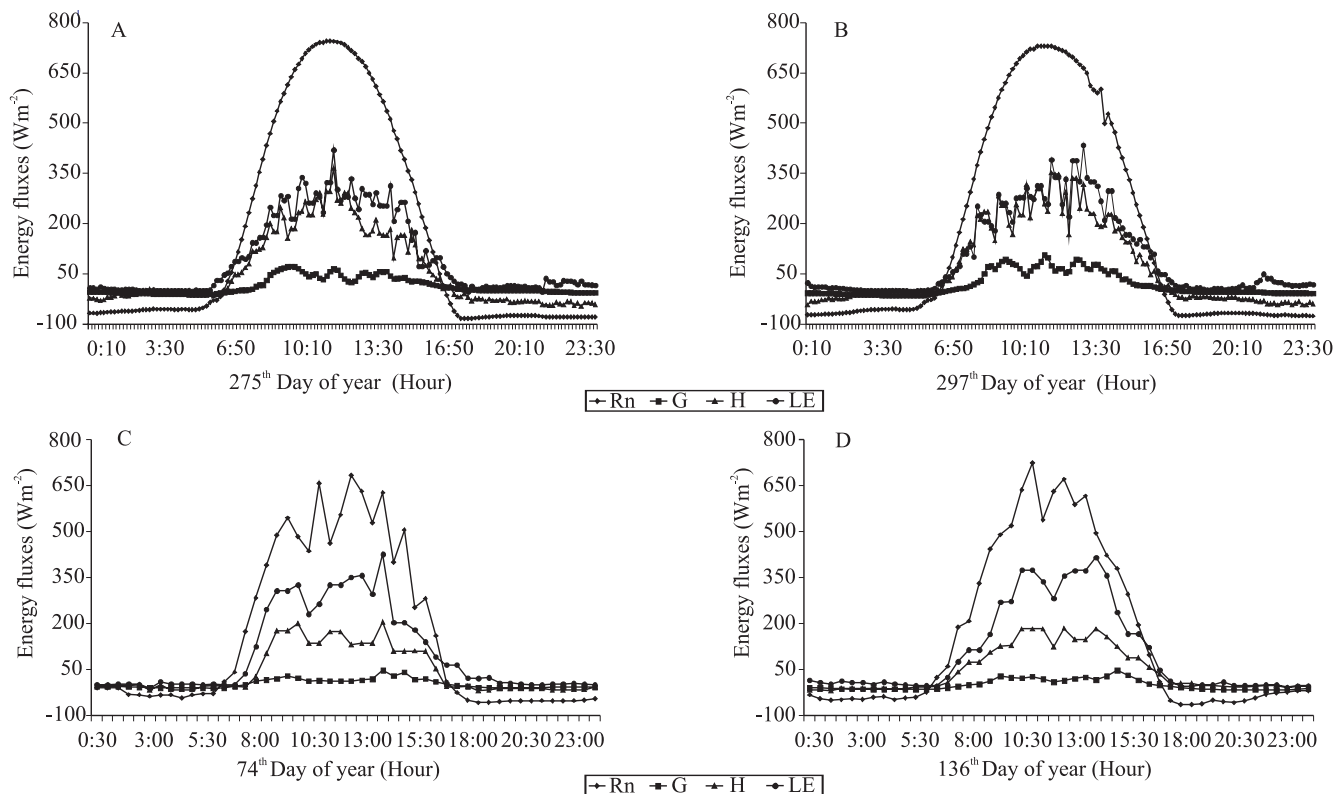 A
Energy fluxes (Wm-2)
800
650
500
350
200
50
-100
0:10 3:30 6:50 10:10 13:30 16:50 20:10 23:30
275th Day of year (Hour)
B
Energy fluxes (Wm-2)
800
650
500
350
200
50
-100
0:10 3:30 6:50 10:10 13:30 16:50 20:10 23:30
297th Day of year (Hour)
Rn G H LE
C
Energy fluxes (Wm-2)
800
650
500
350
200
50
-100
0:30 3:00 5:30 8:00 10:30 13:00 15:30 18:00 20:30 23:00
74th Day of year (Hour)
D
Energy fluxes (Wm-2)
800
650
500
350
200
50
-100
0:30 3:00 5:30 8:00 10:30 13:00 15:30 18:00 20:30 23:00
136th Day of year (Hour)
Rn G H LE